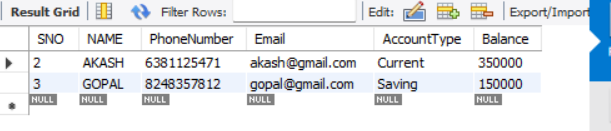 Result Grid Filter Rows: Edit: Export/Import
SNO NAME PhoneNumber Email AccountType Balance
2 AKASH 6381125471 akash@gmail.com Current 350000
3 GOPAL 8248357812 gopal@gmail.com Saving 150000
NULL NULL NULL NULL NULL NULL